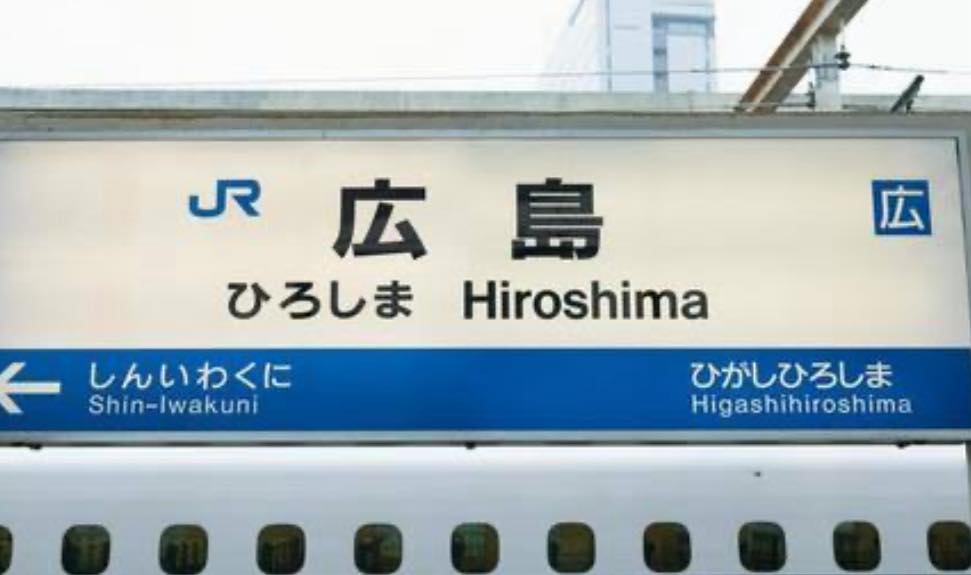 JR 広島 広
ひろしま Hiroshima
← しんいわくに ひがしひろしま
Shin-Iwakuni Higashihiroshima